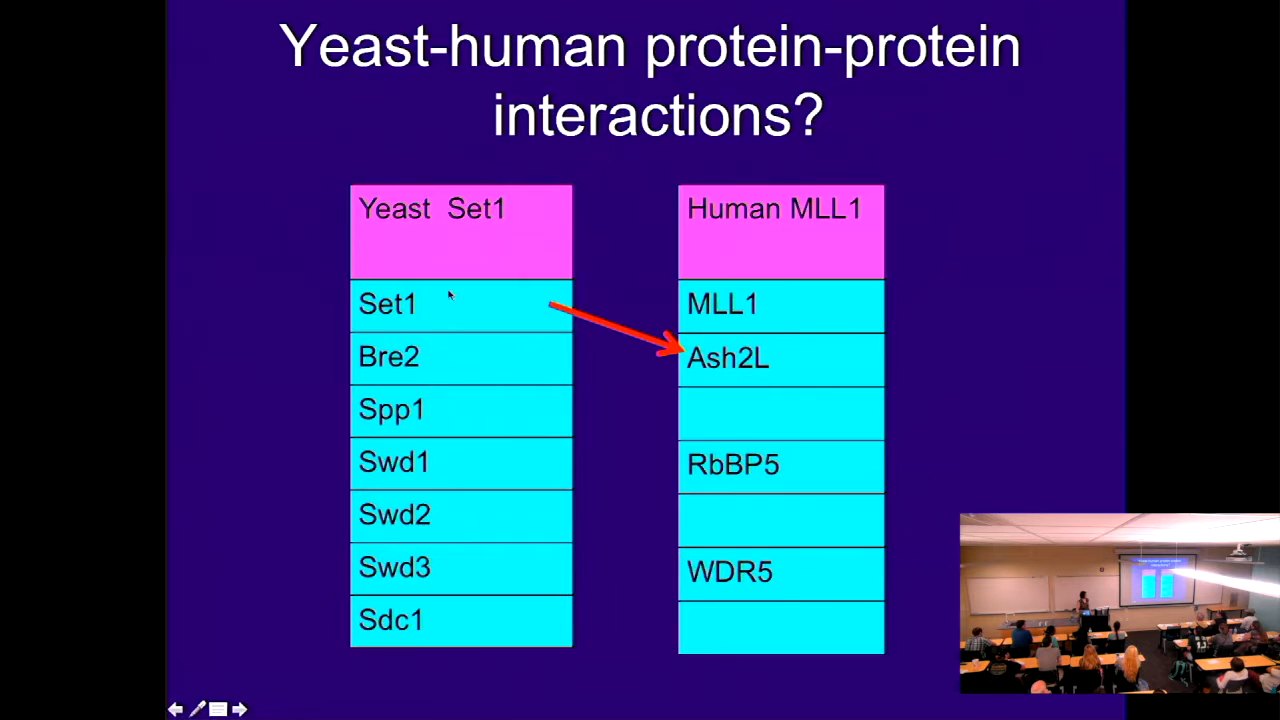 Yeast-human protein-protein
interactions?
Yeast Set1
Human MLL1
Set1
MLL1
Bre2
Ash2L
Spp1
Swd1
RbBP5
Swd2
Swd3
WDR5
Sdc1